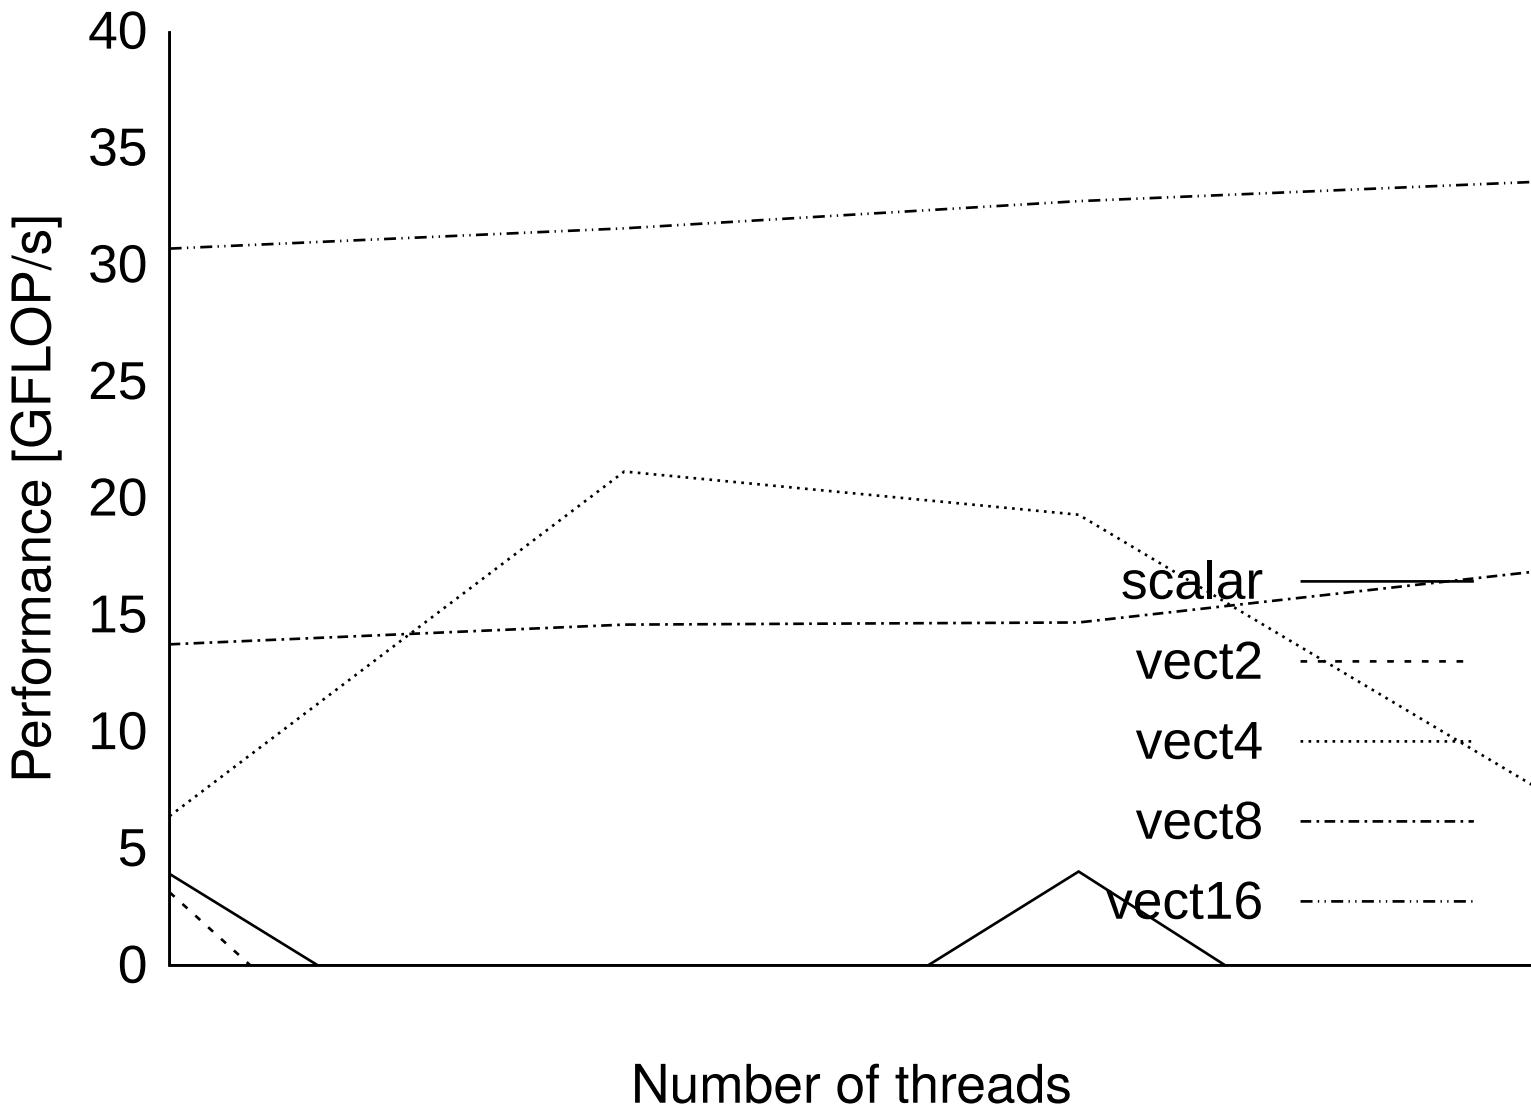 40
35
30
25
20
15
10
5
0
Performance [GFLOP/s]
scalar
vect2
vect4
vect8
vect16
Number of threads